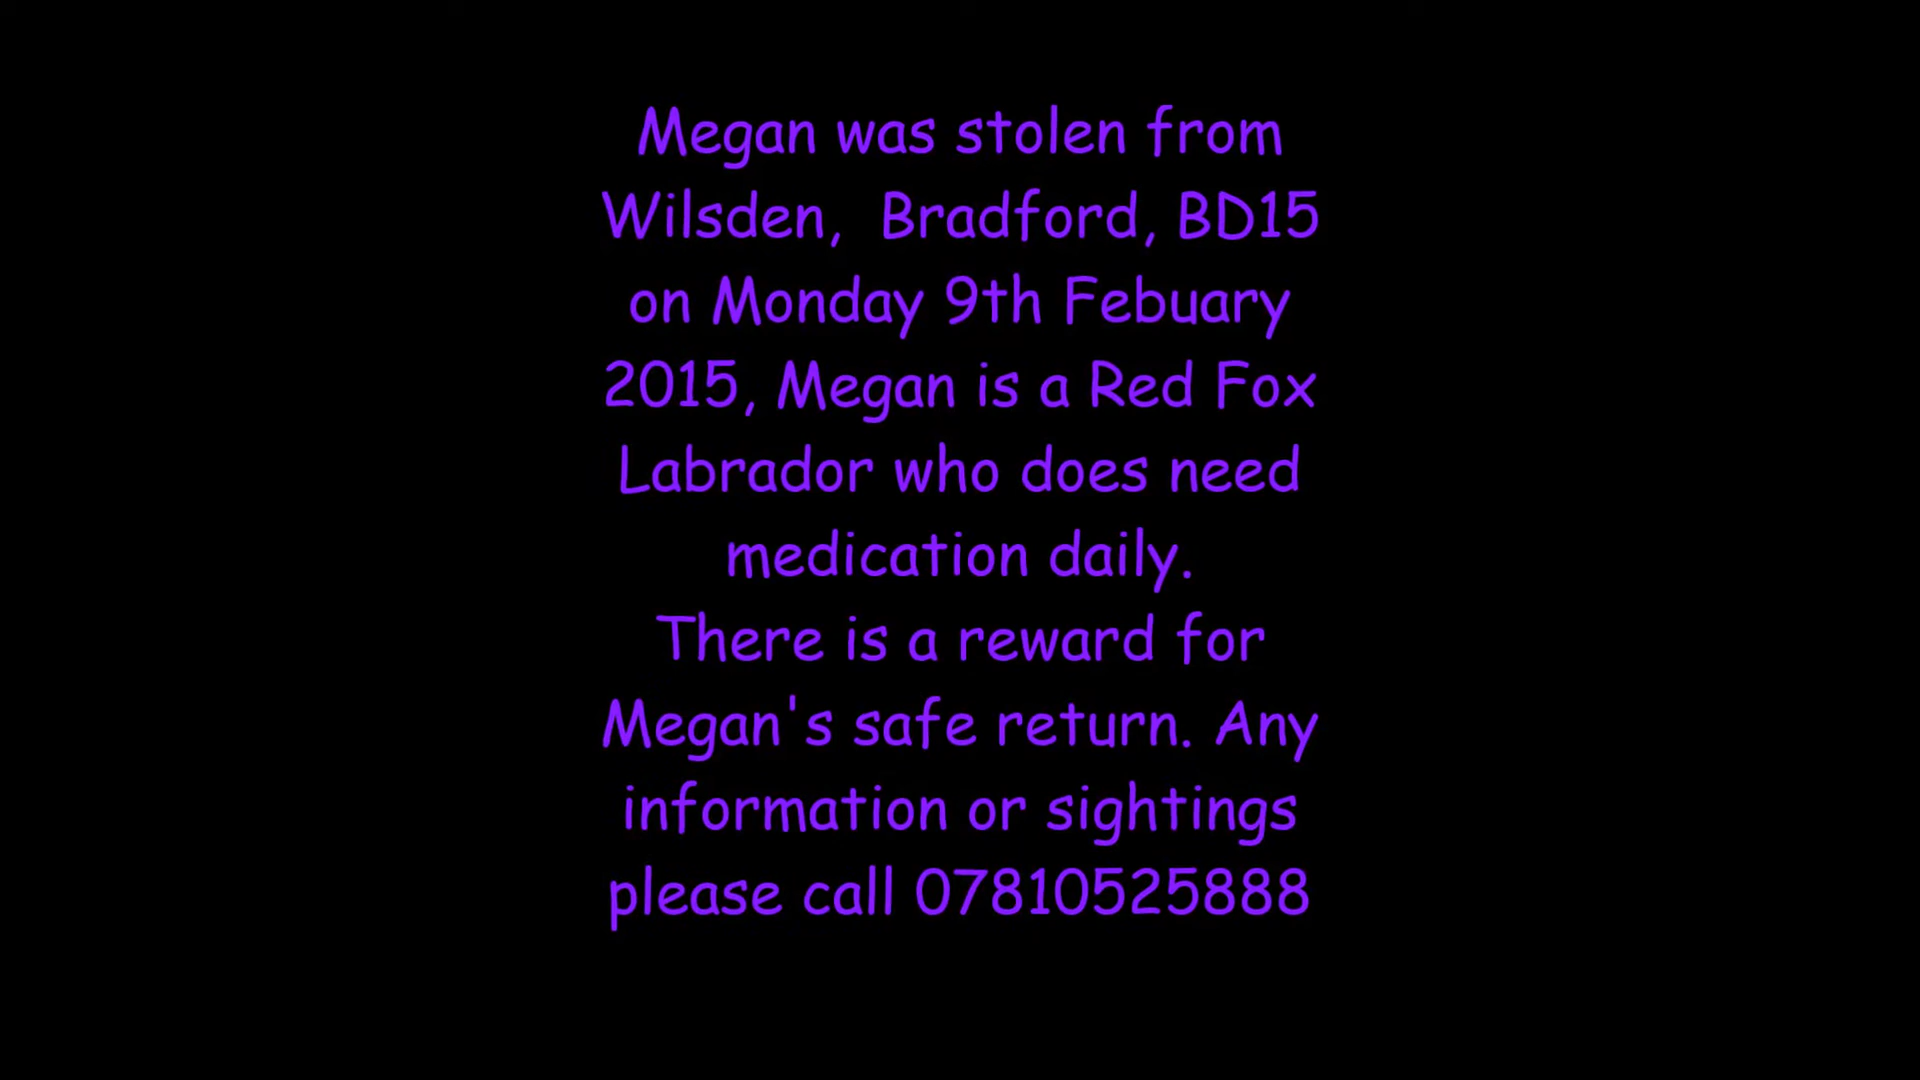 Megan was stolen from
Wilsden,  Bradford, BD15
on Monday 9th Febuary
2015, Megan is a Red Fox
Labrador who does need
medication daily.
There is a reward for
Megan's safe return. Any
information or sightings
please call 07810525888